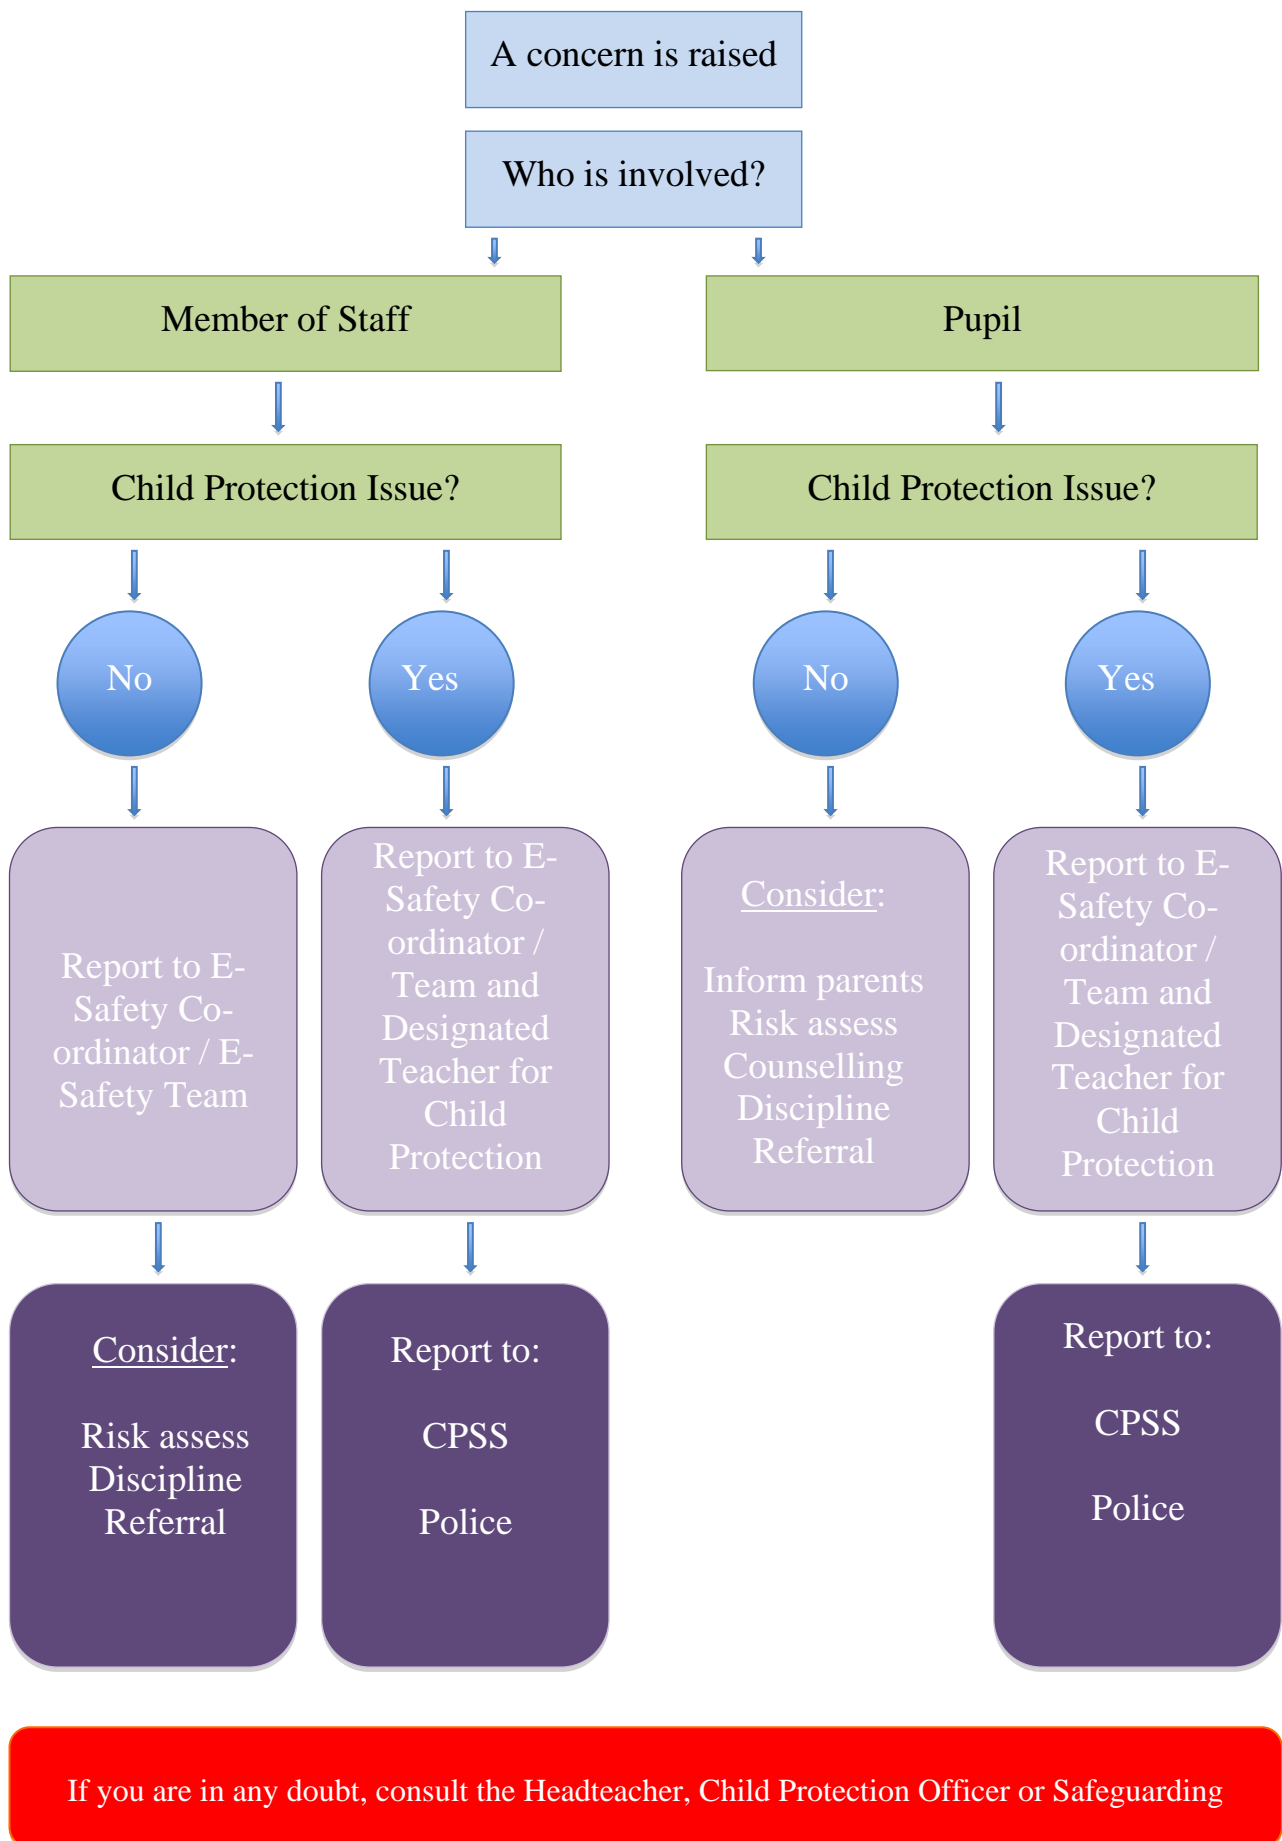 A concern is raised
Who is involved?
Member of Staff
Pupil
Child Protection Issue?
Child Protection Issue?
No
Yes
No
Yes
Report to E-
Safety Co-
ordinator / E-
Safety Team
Report to E-
Safety Co-
ordinator /
Team and
Designated
Teacher for
Child
Protection
Consider:
Inform parents
Risk assess
Counselling
Discipline
Referral
Report to E-
Safety Co-
ordinator /
Team and
Designated
Teacher for
Child
Protection
Consider:
Risk assess
Discipline
Referral
Report to:
CPSS
Police
Report to:
CPSS
Police
If you are in any doubt, consult the Headteacher, Child Protection Officer or Safeguarding